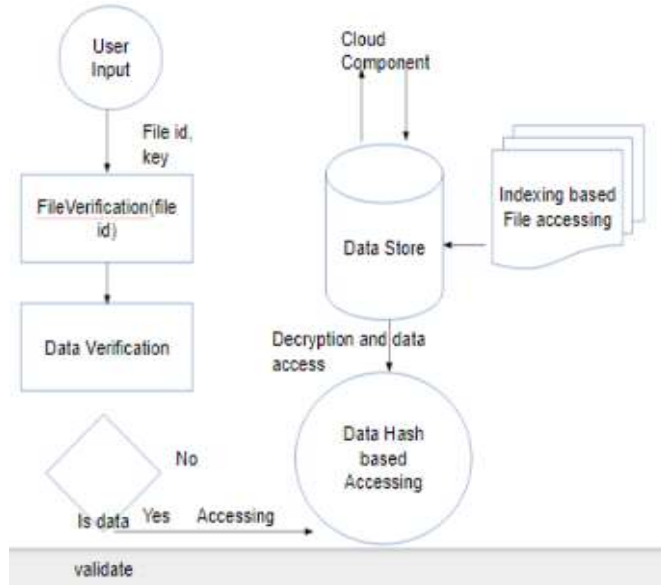 User
Input
File id,
key
FileVerification(file
id)
Data Verification
No
Is data Yes Accessing
validate
Cloud
Component
Data Store
Indexing based
File accessing
Decryption and data
access
Data Hash
based
Accessing